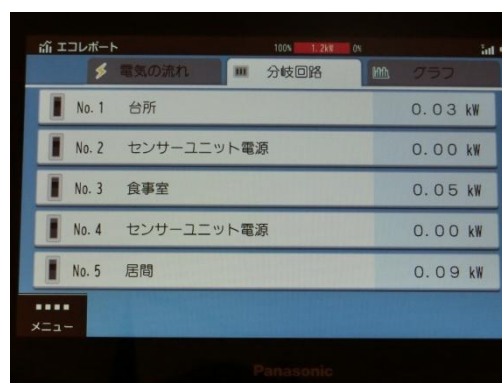 エコレポート 100% 1.2kW 0%
電気の流れ 分岐回路 グラフ
No. 1 台所 0.03 kW
No. 2 センサーユニット電源 0.00 kW
No. 3 食事室 0.05 kW
No. 4 センサーユニット電源 0.00 kW
No. 5 居間 0.09 kW
メニュー
Panasonic